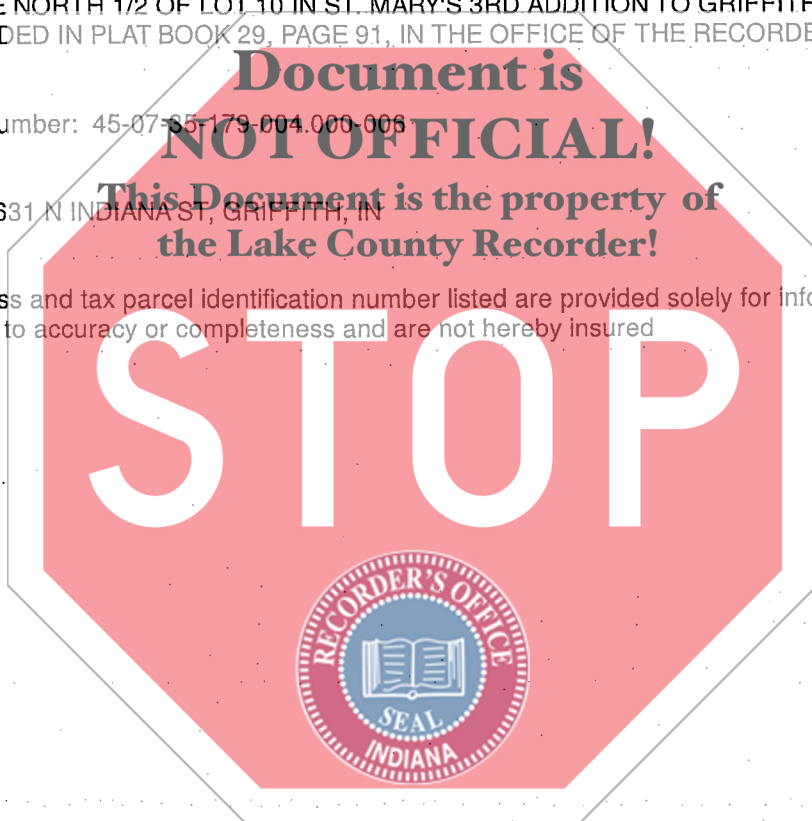 NORTH 1/2 OF LOT 10 IN ST. MARY'S 3RD ADDITION TO GRIFFITH
DED IN PLAT BOOK 29, PAGE 91, IN THE OFFICE OF THE RECORDE
Document is
umber: 45-07-35-179-004.000-006
NOT OFFICIAL!
This Document is the property of
631 N INDIANA ST, GRIFFITH, IN
the Lake County Recorder!
ss and tax parcel identification number listed are provided solely for info
to accuracy or completeness and are not hereby insured
STOP
RECORDER'S OFFICE
SEAL
INDIANA